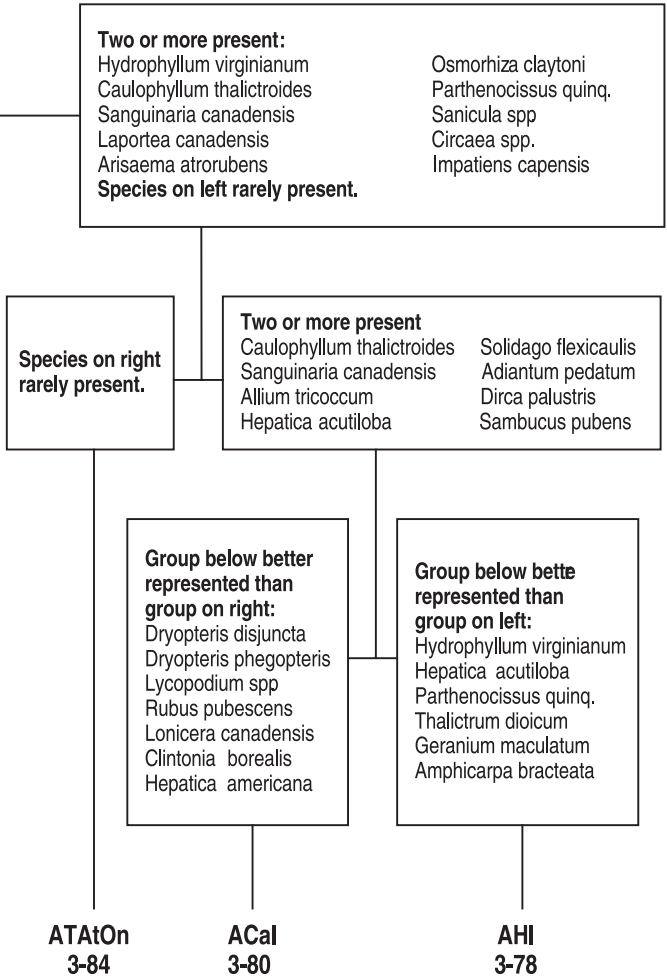 Two or more present:
Hydrophyllum virginianum
Caulophyllum thalictroides
Sanguinaria canadensis
Laportea canadensis
Arisaema atrorubens
Species on left rarely present.
Osmorhiza claytoni
Parthenocissus quinq.
Sanicula spp
Circaea spp.
Impatiens capensis
Species on right
rarely present.
Two or more present
Caulophyllum thalictroides
Sanguinaria canadensis
Allium tricoccum
Hepatica acutiloba
Solidago flexicaulis
Adiantum pedatum
Dirca palustris
Sambucus pubens
Group below better
represented than
group on right:
Dryopteris disjuncta
Dryopteris phegopteris
Lycopodium spp
Rubus pubescens
Lonicera canadensis
Clintonia borealis
Hepatica americana
Group below bette
represented than
group on left:
Hydrophyllum virginianum
Hepatica acutiloba
Parthenocissus quinq.
Thalictrum dioicum
Geranium maculatum
Amphicarpa bracteata
ATAtOn
3-84
ACal
3-80
AHI
3-78